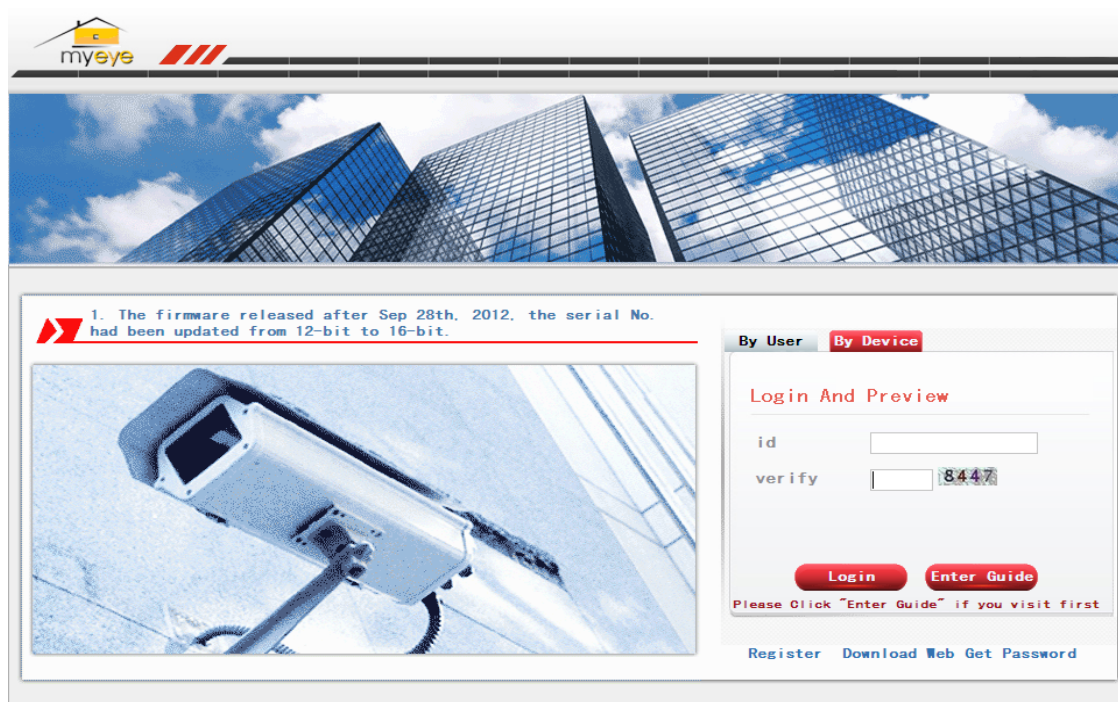 myeye
1. The firmware released after Sep 28th, 2012, the serial No.
had been updated from 12-bit to 16-bit.
By User By Device
Login And Preview
id
verify 8447
Login Enter Guide
Please Click "Enter Guide" if you visit first
Register Download Web Get Password